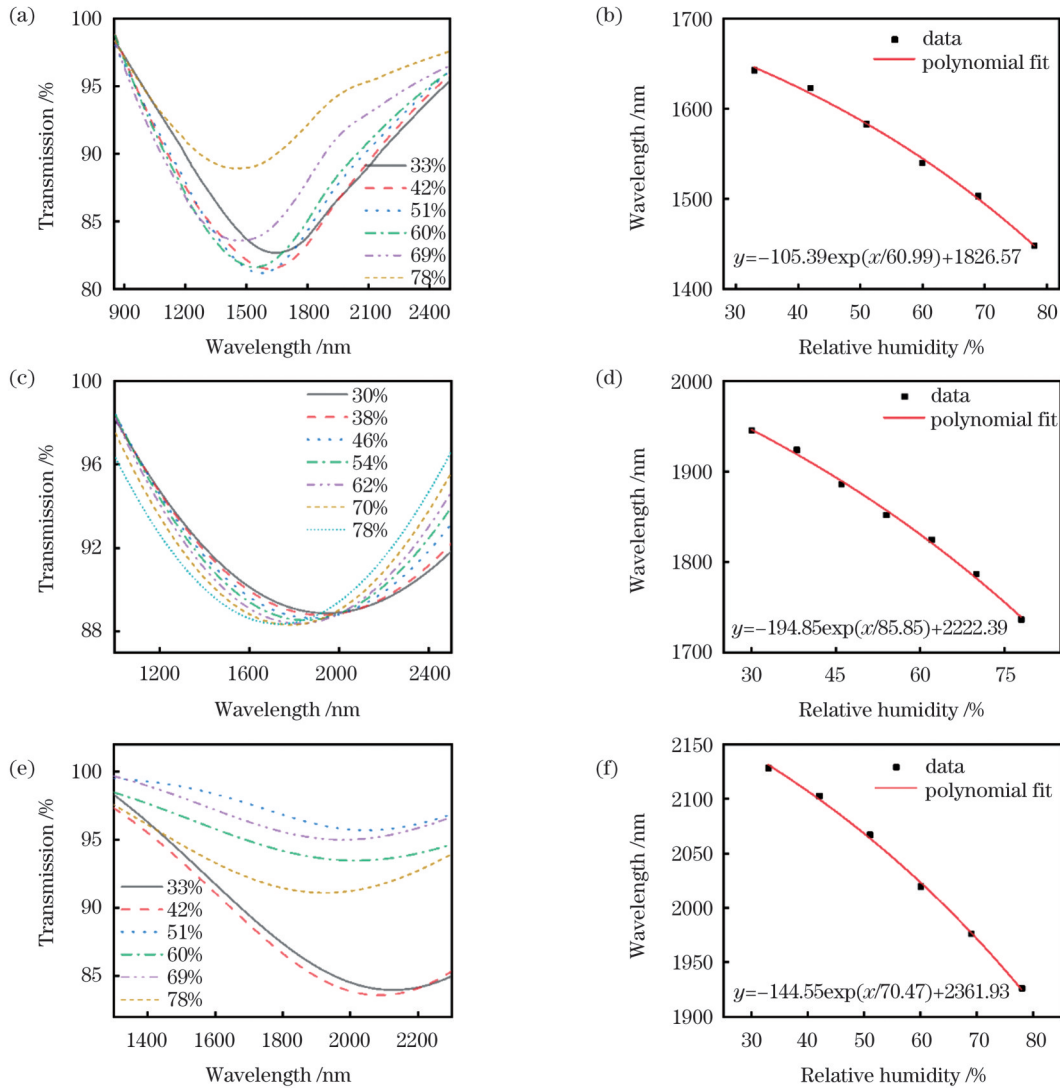 (a)
100
95
90
85
80
Transmission /%
33%
42%
51%
60%
69%
78%
900 1200 1500 1800 2100 2400
Wavelength /nm
(b)
1700
1600
1500
1400
Wavelength /nm
data
polynomial fit
y=−105.39exp(x/60.99)+1826.57
30 40 50 60 70 80
Relative humidity /%
(c)
100
96
92
88
Transmission /%
30%
38%
46%
54%
62%
70%
78%
1200 1600 2000 2400
Wavelength /nm
(d)
2000
1900
1800
1700
Wavelength /nm
data
polynomial fit
y=−194.85exp(x/85.85)+2222.39
30 45 60 75
Relative humidity /%
(e)
100
95
90
85
Transmission /%
33%
42%
51%
60%
69%
78%
1400 1600 1800 2000 2200
Wavelength /nm
(f)
2150
2100
2050
2000
1950
1900
Wavelength /nm
data
polynomial fit
y=−144.55exp(x/70.47)+2361.93
30 40 50 60 70 80
Relative humidity /%